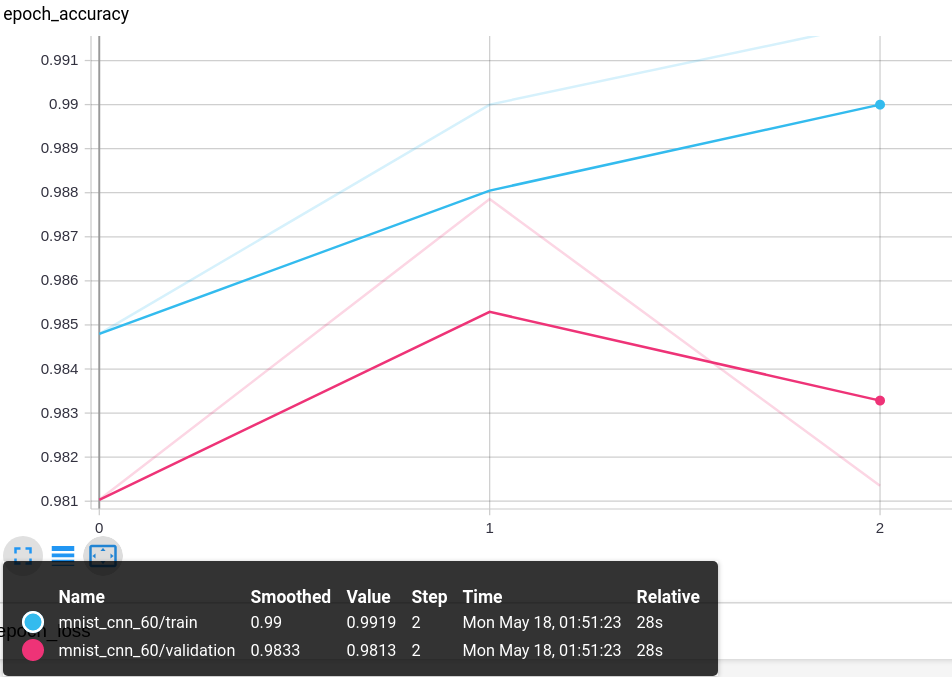 epoch_accuracy
0.991
0.99
0.989
0.988
0.987
0.986
0.985
0.984
0.983
0.982
0.981
0 1 2
Name Smoothed Value Step Time Relative
mnist_cnn_60/train 0.99 0.9919 2 Mon May 18, 01:51:23 28s
epoch_loss
mnist_cnn_60/validation 0.9833 0.9813 2 Mon May 18, 01:51:23 28s